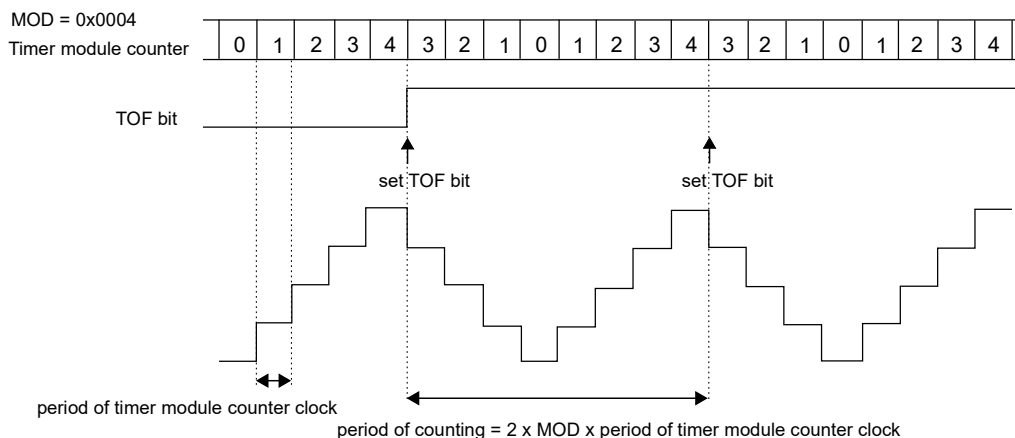 MOD = 0x0004
Timer module counter 0 1 2 3 4 3 2 1 0 1 2 3 4 3 2 1 0 1 2 3 4
TOF bit
set TOF bit set TOF bit
period of timer module counter clock
period of counting = 2 x MOD x period of timer module counter clock